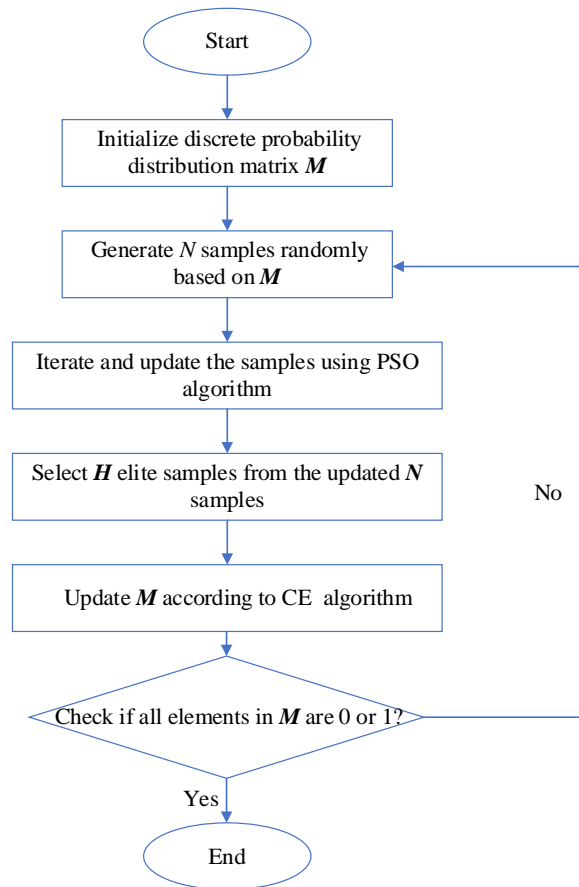 Start
Initialize discrete probability
distribution matrix M
Generate N samples randomly
based on M
Iterate and update the samples using PSO
algorithm
Select H elite samples from the updated N
samples
No
Update M according to CE algorithm
Check if all elements in M are 0 or 1?
Yes
End